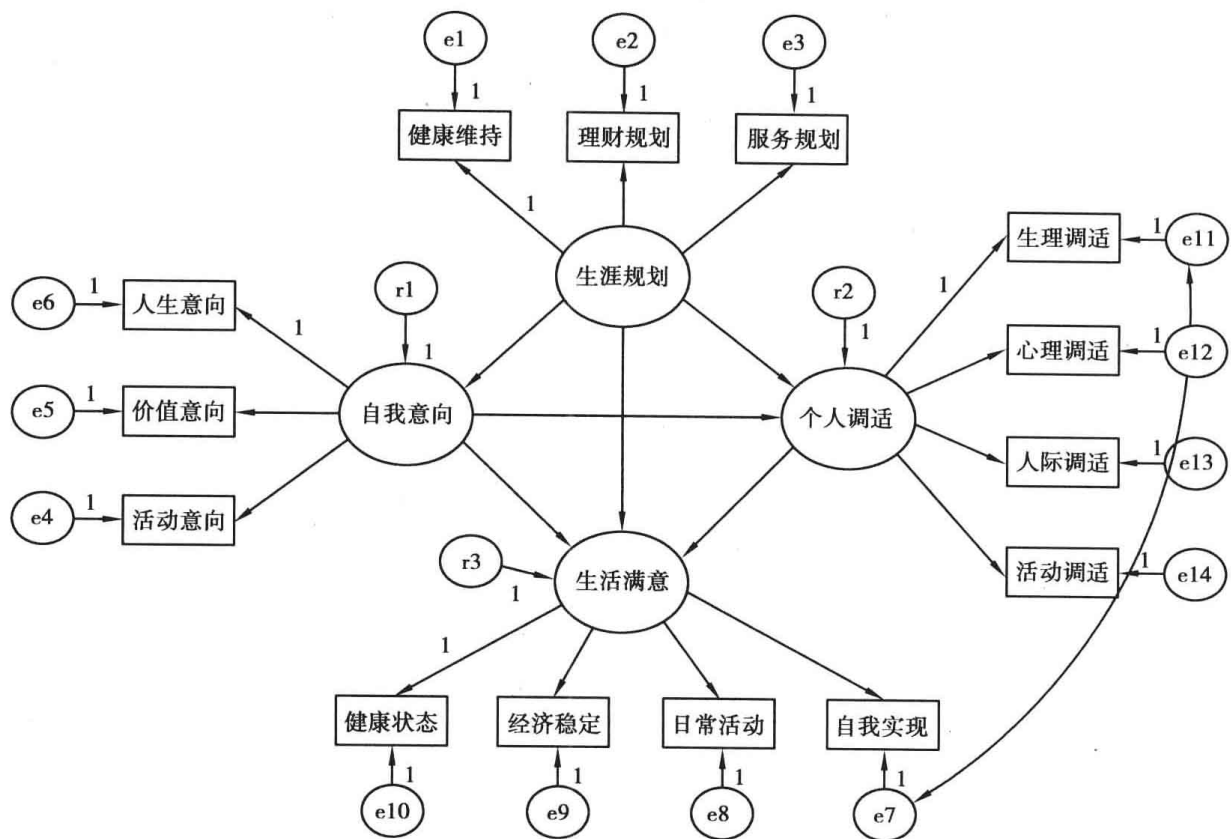 e1
e2
e3
1
1
1
健康维持
理财规划
服务规划
1
生涯规划
生理调适
1
e11
1
e6
1
人生意向
1
r1
1
r2
1
心理调适
1
e12
e5
1
价值意向
自我意向
个人调适
人际调适
1
e13
e4
1
活动意向
r3
1
生活满意
活动调适
1
e14
1
健康状态
经济稳定
日常活动
自我实现
1
1
1
1
e10
e9
e8
e7